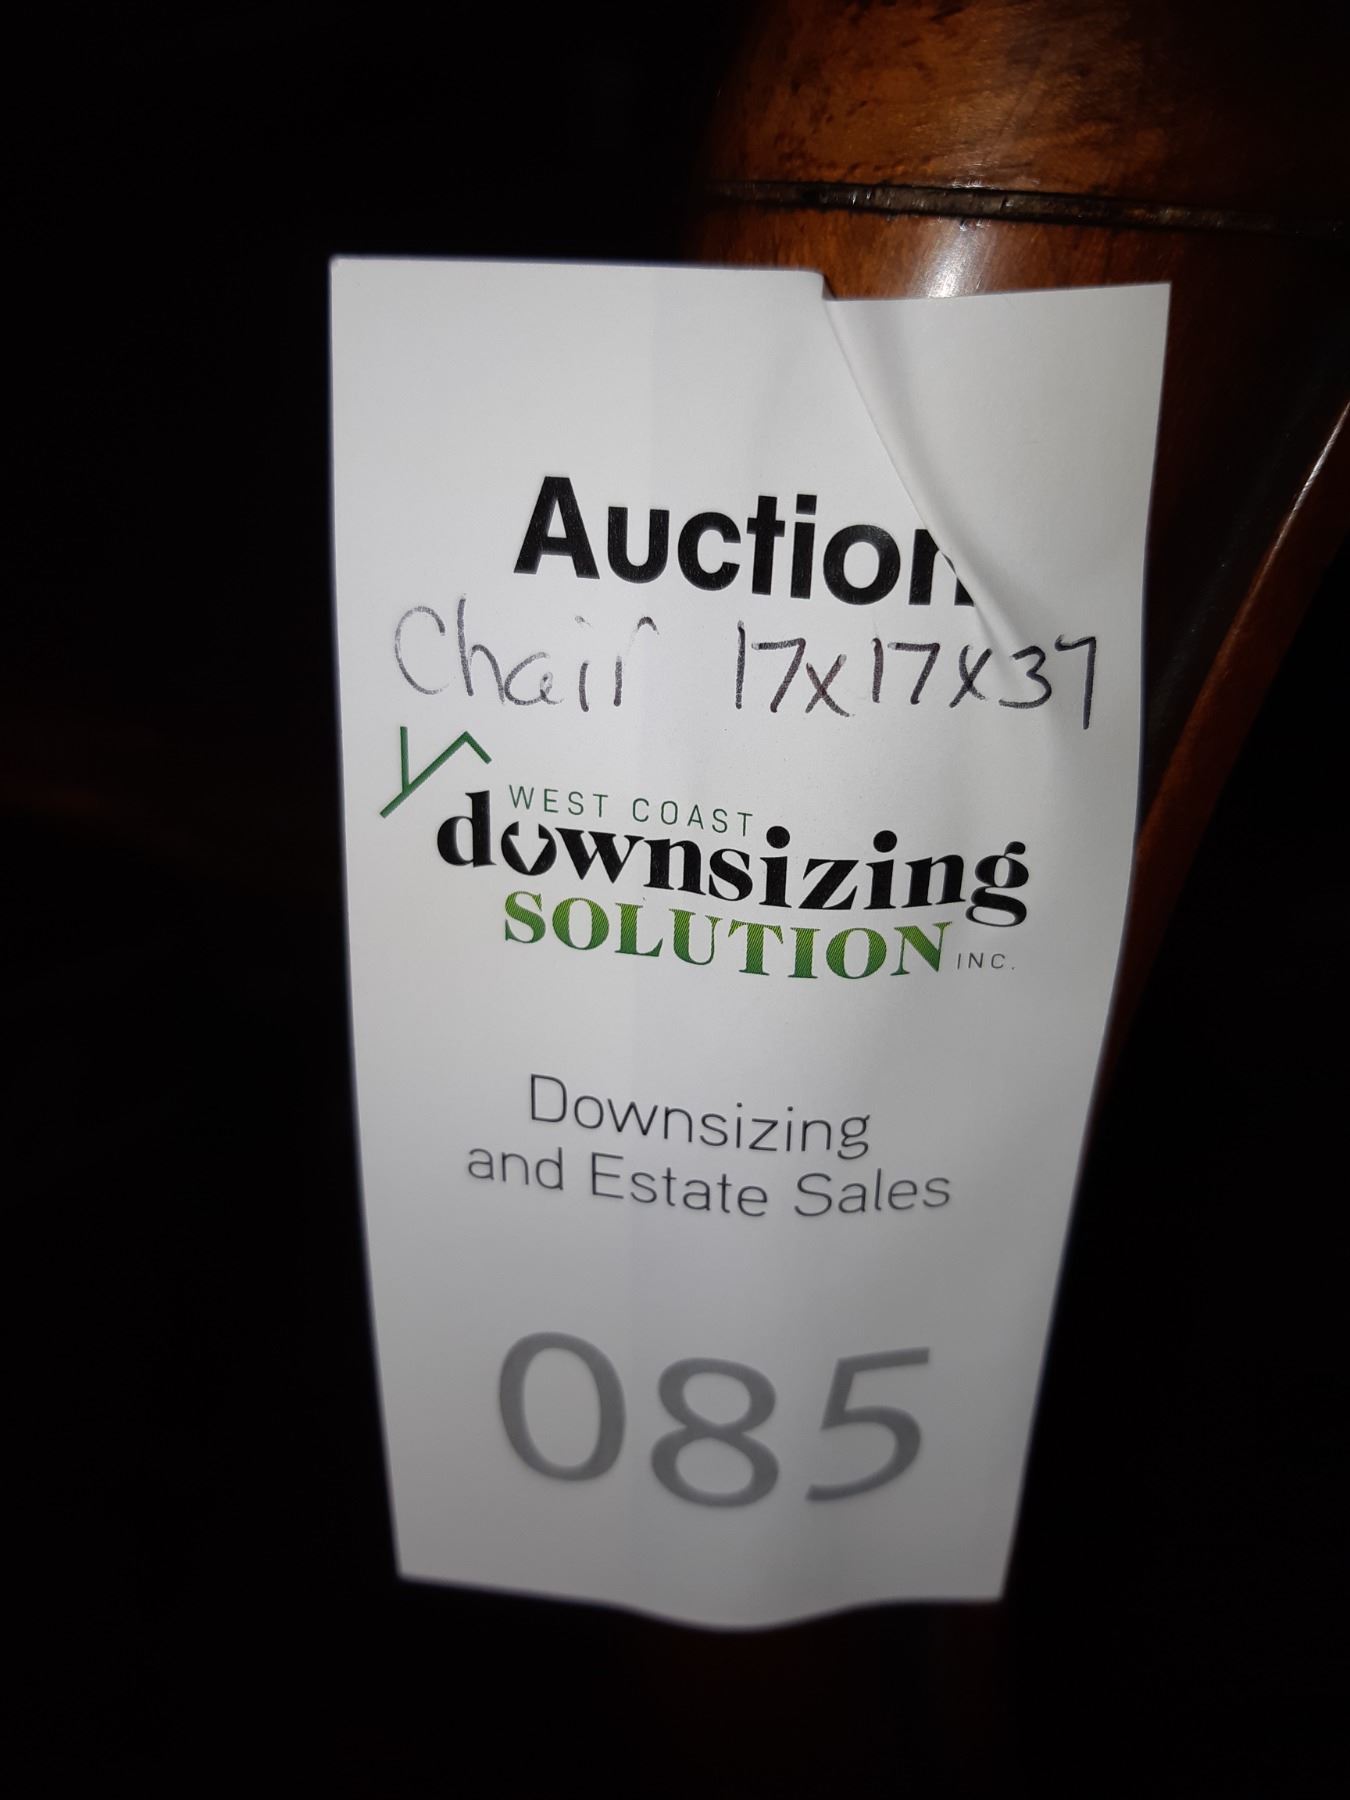 Auction
Chair 17x17x37
WEST COAST
downsizing
SOLUTION INC.
Downsizing
and Estate Sales
085